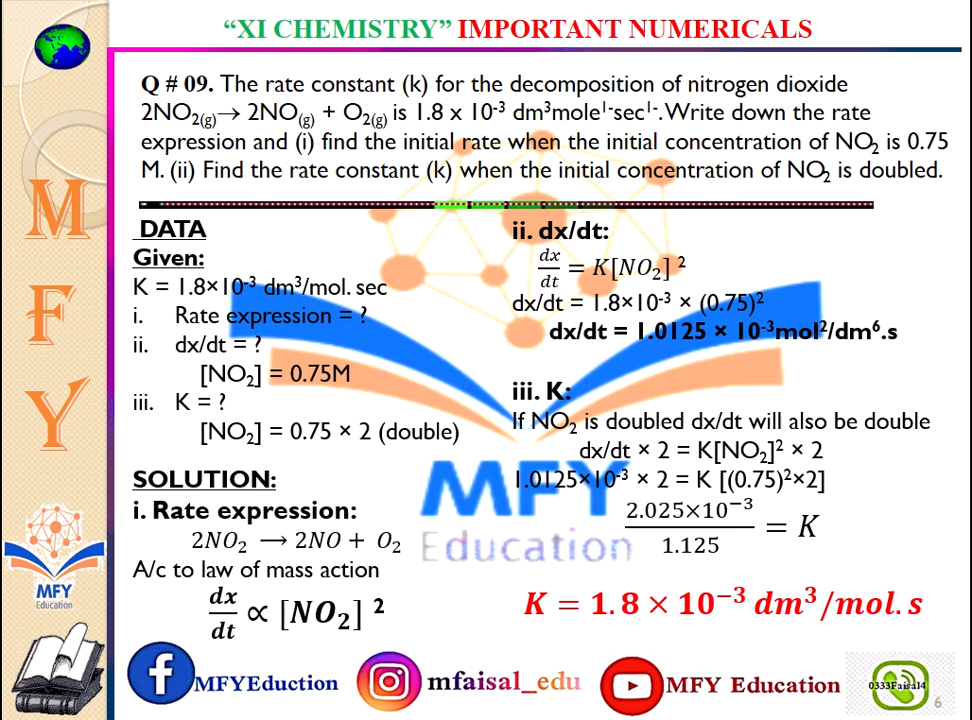 “XI CHEMISTRY” IMPORTANT NUMERICALS
M
F
Y
Q # 09. The rate constant (k) for the decomposition of nitrogen dioxide
2NO₂₍g₎→ 2NO₍g₎ + O₂₍g₎ is 1.8 x 10⁻³ dm³mole¹⁻sec¹⁻. Write down the rate
expression and (i) find the initial rate when the initial concentration of NO₂ is 0.75
M. (ii) Find the rate constant (k) when the initial concentration of NO₂ is doubled.
DATA
Given:
K = 1.8×10⁻³ dm³/mol. sec
i. Rate expression = ?
ii. dx/dt = ?
[NO₂] = 0.75M
iii. K = ?
[NO₂] = 0.75 × 2 (double)
SOLUTION:
i. Rate expression:
2NO₂ ⟶ 2NO + O₂
A/c to law of mass action
dx/dt ∝ [NO₂] ²
ii. dx/dt:
dx/dt = K[NO₂] ²
dx/dt = 1.8×10⁻³ × (0.75)²
dx/dt = 1.0125 × 10⁻³mol²/dm⁶.s
iii. K:
If NO₂ is doubled dx/dt will also be double
dx/dt × 2 = K[NO₂]² × 2
1.0125×10⁻³ × 2 = K [(0.75)²×2]
2.025×10⁻³/1.125 = K
K = 1.8 × 10⁻³ dm³/mol.s
MFY
Education
MFY
Education
MFYEduction
mfaisal_edu
MFY Education
0333Faisal4
6